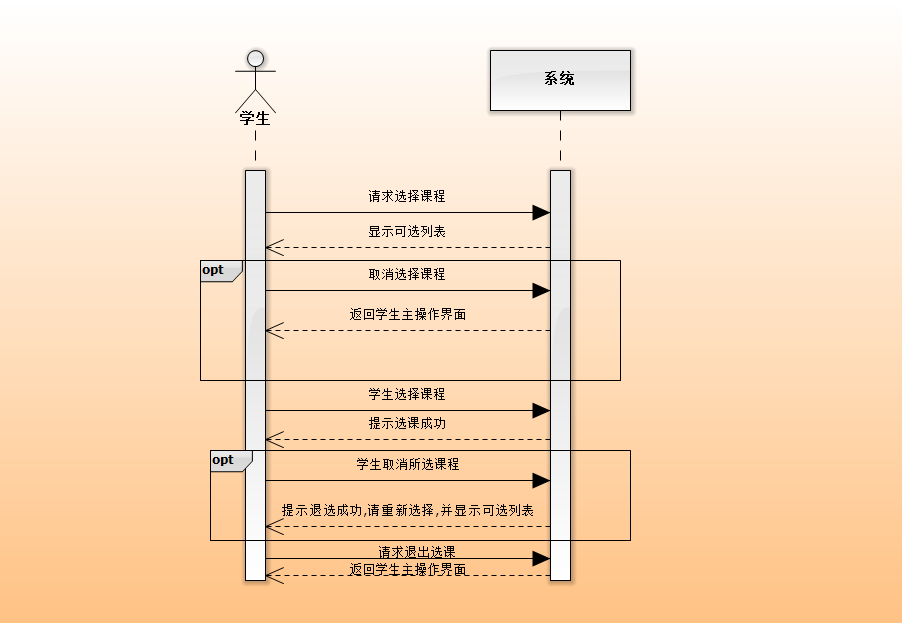 学生
系统
请求选择课程
显示可选列表
opt
取消选择课程
返回学生主操作界面
学生选择课程
提示选课成功
opt
学生取消所选课程
提示退选成功,请重新选择,并显示可选列表
请求退出选课
返回学生主操作界面